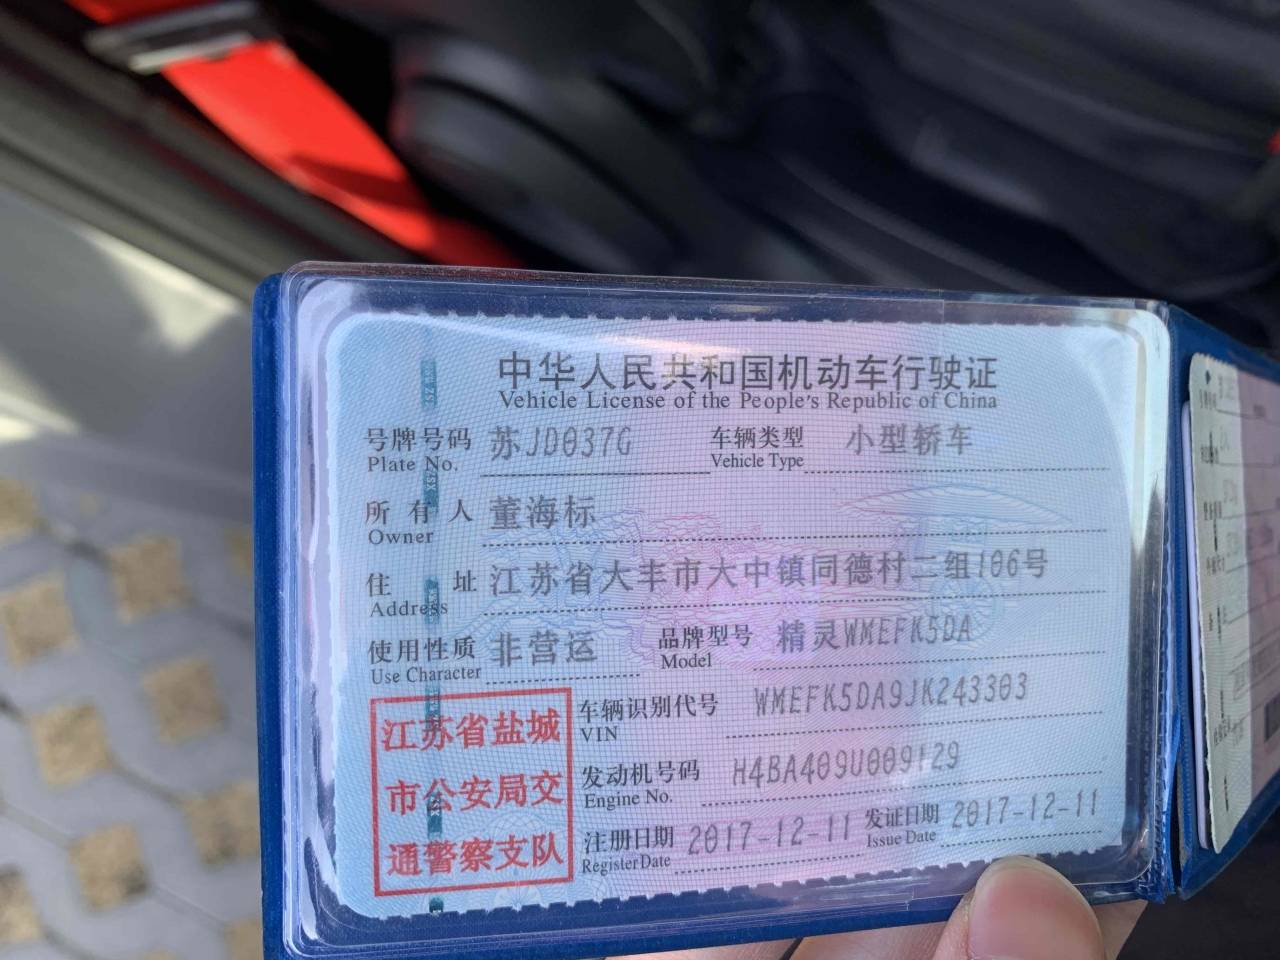 中华人民共和国机动车行驶证
Vehicle License of the People's Republic of China
号牌号码 苏JD037G 车辆类型 小型轿车
Plate No. Vehicle Type
所有人 董海标
Owner
住址 江苏省大丰市大中镇同德村二组106号
Address
使用性质 非营运 品牌型号 精灵WMEFK5DA
Use Character Model
江苏省盐城
市公安局交
通警察支队
车辆识别代号 WMEFK5DA9JK243303
VIN
发动机号码 H4BA409U009129
Engine No.
注册日期 2017-12-11 发证日期 2017-12-11
Register Date Issue Date